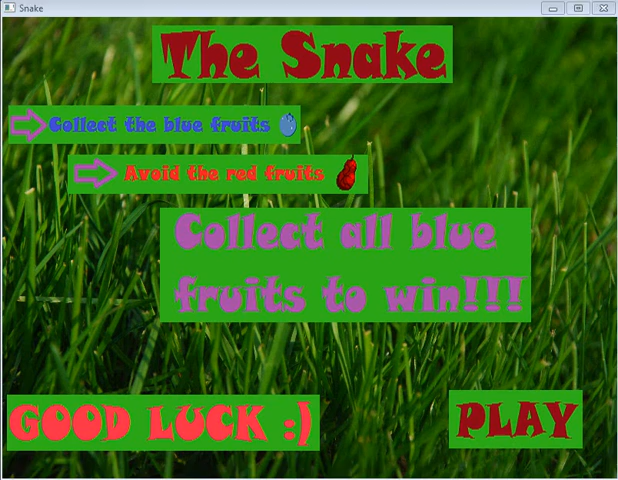 Snake
The Snake
Collect the blue fruits
Avoid the red fruits
Collect all blue
fruits to win!!!
GOOD LUCK :)
PLAY